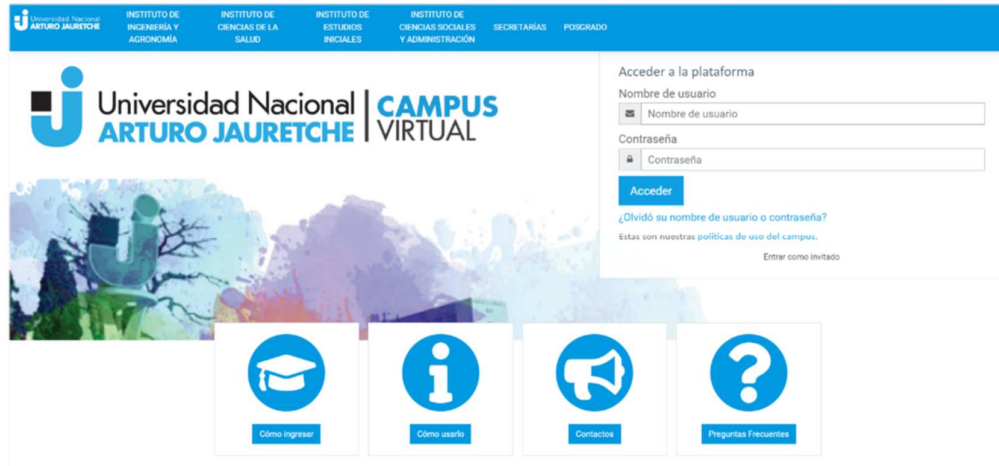 Universidad Nacional
ARTURO JAURETCHE
INSTITUTO DE
INGENIERÍA Y
AGRONOMÍA
INSTITUTO DE
CIENCIAS DE LA
SALUD
INSTITUTO DE
ESTUDIOS
INICIALES
INSTITUTO DE
CIENCIAS SOCIALES
Y ADMINISTRACIÓN
SECRETARÍAS
POSGRADO
Universidad Nacional
ARTURO JAURETCHE
CAMPUS
VIRTUAL
Acceder a la plataforma
Nombre de usuario
Nombre de usuario
Contraseña
Contraseña
Acceder
¿Olvidó su nombre de usuario o contraseña?
Estas son nuestras políticas de uso del campus.
Entrar como invitado
Cómo ingresar
Cómo usarlo
Contactos
Preguntas Frecuentes